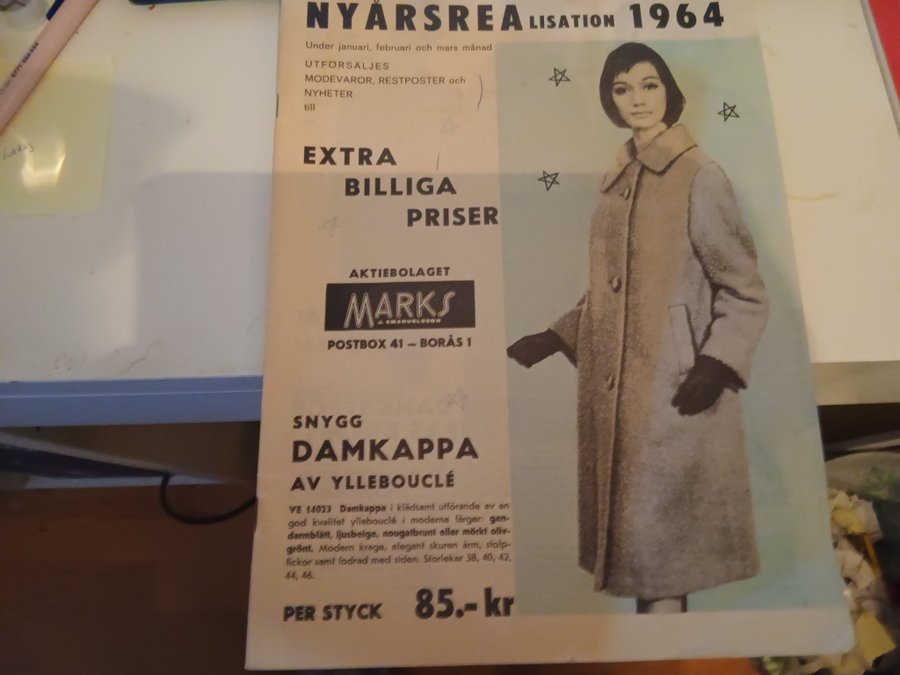 NYÅRSREALISATION 1964
Under januari, februari och mars månad
UTFÖRSÄLJES
MODEVAROR, RESTPOSTER och
NYHETER
till
EXTRA
BILLIGA
PRISER
AKTIEBOLAGET
MARKS
J. EMANUELSSON
POSTBOX 41 – BORÅS 1
SNYGG
DAMKAPPA
AV YLLEBOUCLÉ
VE 14023 Damkappa i klädsamt utförande av en
god kvalitet yllebouclé i moderna färger: gen-
darmblått, ljusbeige, nougatbrunt eller mörkt oliv-
grönt. Modern krage, elegant skuren ärm, stolp-
fickor samt fodrad med siden. Storlekar 38, 40, 42,
44, 46.
PER STYCK 85.- kr